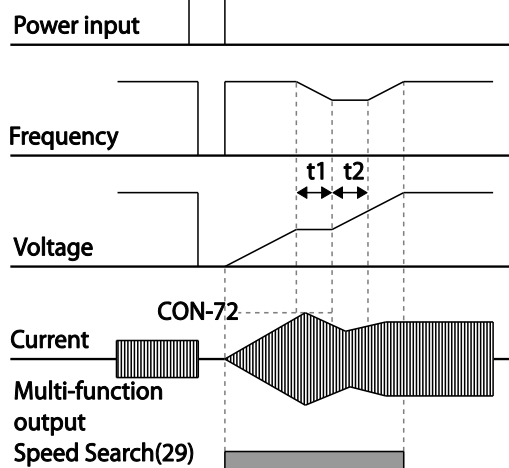 Power input
Frequency
t1 t2
Voltage
CON-72
Current
Multi-function
output
Speed Search(29)